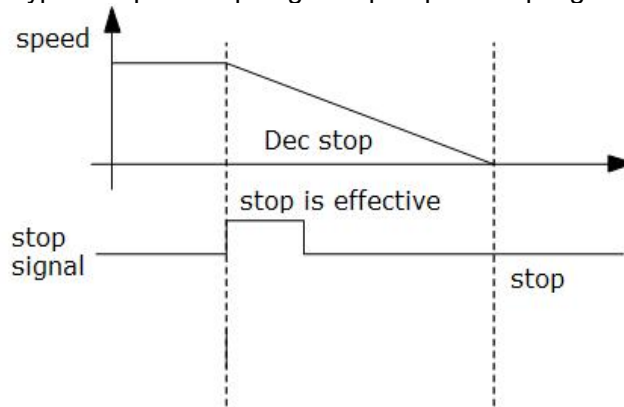 speed
Dec stop
stop is effective
stop
signal
stop